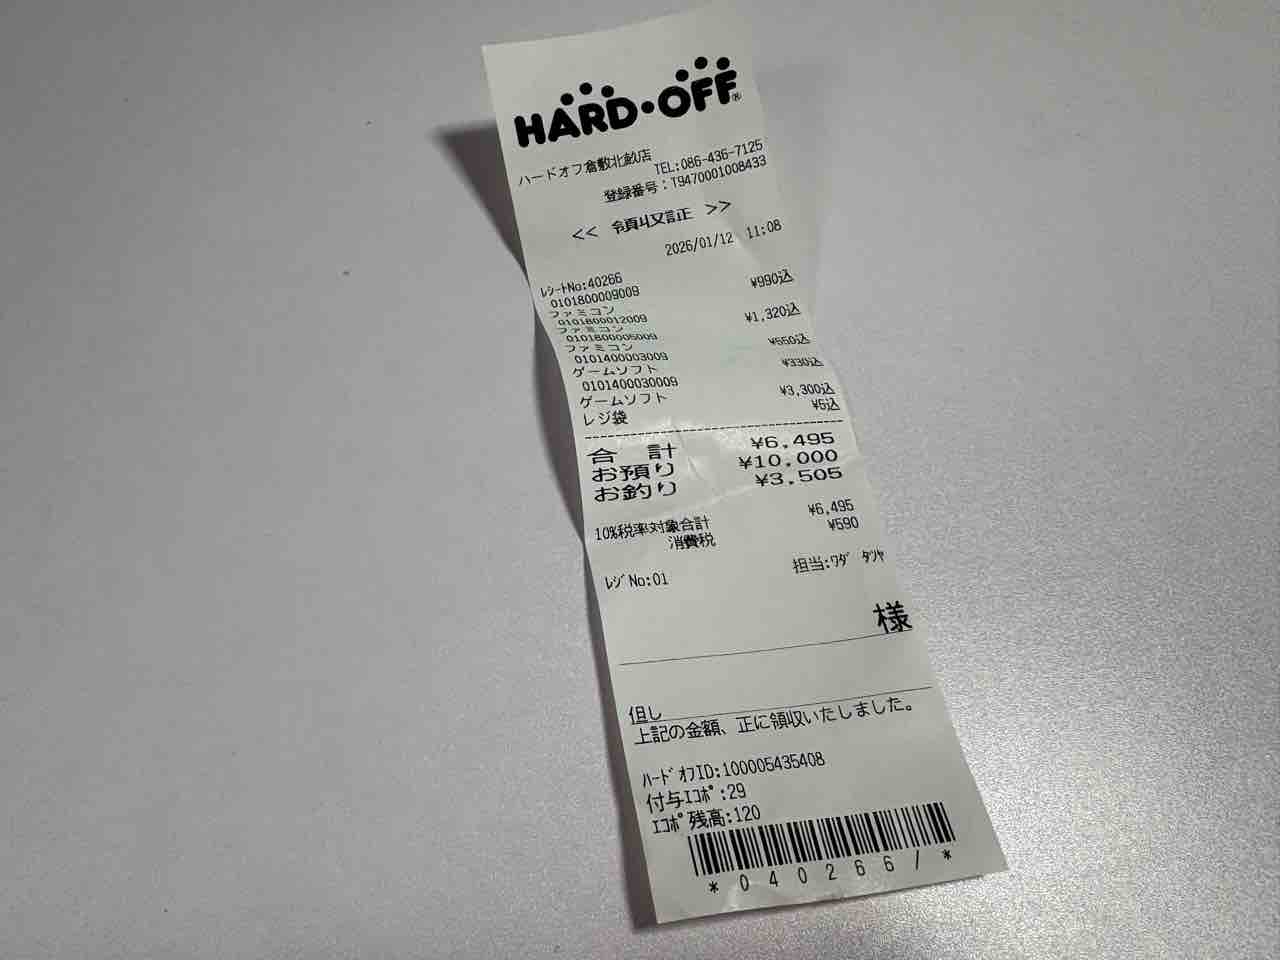 HARD・OFF®
ハードオフ倉敷北畝店
TEL:086-436-7125
登録番号:T9470001008433
<< 領収証 >>
2026/01/12 11:08
ﾚｼｰﾄNo:40266
0101800009009 ¥990込
ファミコン
0101800012009 ¥1,320込
ファミコン
0101800005009 ¥550込
ファミコン
0101400003009 ¥330込
ゲームソフト
0101400030009 ¥3,300込
ゲームソフト
レジ袋 ¥5込
合 計 ¥6,495
お預り ¥10,000
お釣り ¥3,505
10%税率対象合計 ¥6,495
消費税 ¥590
ﾚｼﾞNo:01 担当:ﾜﾀﾞ ﾀﾂﾔ
様
但し
上記の金額、正に領収いたしました。
ﾊｰﾄﾞｵﾌID:100005435408
付与ｴｺﾎﾟ:29
ｴｺﾎﾟ残高:120
*040266/*